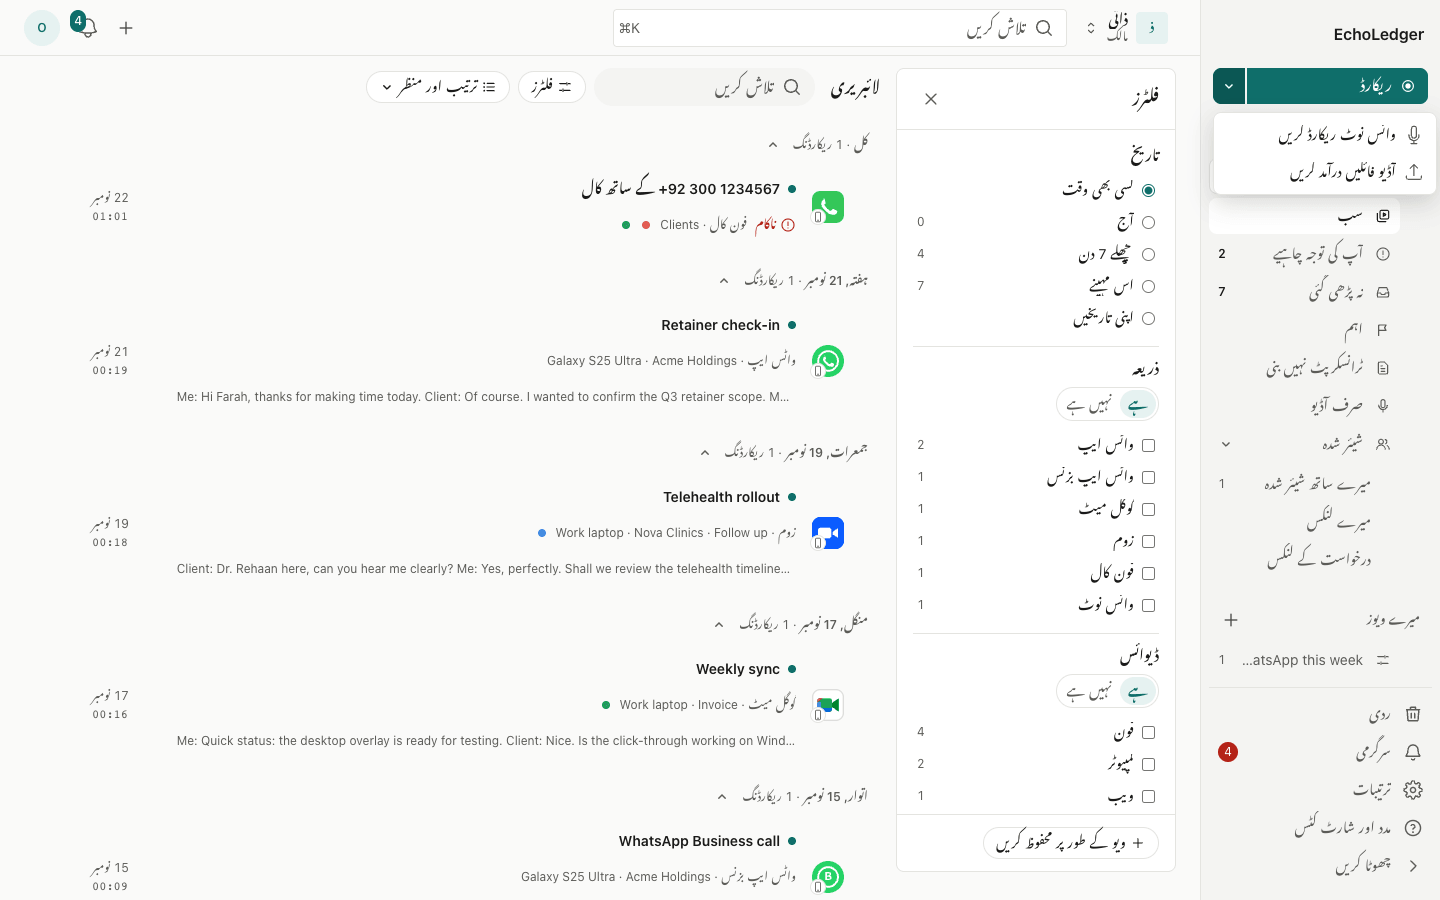 EchoLedger
ریکارڈ
وائس نوٹ ریکارڈ کریں
آڈیو فائلیں درآمد کریں
سب
آپ کی توجہ چاہیے 2
نہ پڑھی گئی 7
اہم
ٹرانسکرپٹ نہیں بنی
صرف آڈیو
شیئر شدہ
میرے ساتھ شیئر شدہ 1
میرے لنکس
درخواست کے لنکس
میرے ویوز
...atsApp this week 1
ردی
سرگرمی 4
ترتیبات
مدد اور شارٹ کٹس
چھوٹا کریں
ذ
ذاتی
مالک
تلاش کریں ⌘K
4
O
فلٹرز
تاریخ
کسی بھی وقت
آج 0
پچھلے 7 دن 4
اس مہینے 7
اپنی تاریخیں
ذریعہ
ہے نہیں ہے
واٹس ایپ 2
واٹس ایپ بزنس 1
گوگل میٹ 1
زوم 1
فون کال 1
وائس نوٹ 1
ڈیوائس
ہے نہیں ہے
فون 4
کمپیوٹر 2
ویب 1
ویو کے طور پر محفوظ کریں
لائبریری
تلاش کریں
فلٹرز
ترتیب اور منظر
کل · 1 ریکارڈنگ
+92 300 1234567 کے ساتھ کال
ناکام فون کال · Clients
22 نومبر
01:01
ہفتہ, 21 نومبر · 1 ریکارڈنگ
Retainer check-in
واٹس ایپ · Galaxy S25 Ultra · Acme Holdings
Me: Hi Farah, thanks for making time today. Client: Of course. I wanted to confirm the Q3 retainer scope. M...
21 نومبر
00:19
جمعرات, 19 نومبر · 1 ریکارڈنگ
Telehealth rollout
زوم · Work laptop · Nova Clinics · Follow up
Client: Dr. Rehaan here, can you hear me clearly? Me: Yes, perfectly. Shall we review the telehealth timeline...
19 نومبر
00:18
منگل, 17 نومبر · 1 ریکارڈنگ
Weekly sync
گوگل میٹ · Work laptop · Invoice
Me: Quick status: the desktop overlay is ready for testing. Client: Nice. Is the click-through working on Wind...
17 نومبر
00:16
اتوار, 15 نومبر · 1 ریکارڈنگ
WhatsApp Business call
واٹس ایپ بزنس · Galaxy S25 Ultra · Acme Holdings
15 نومبر
00:09